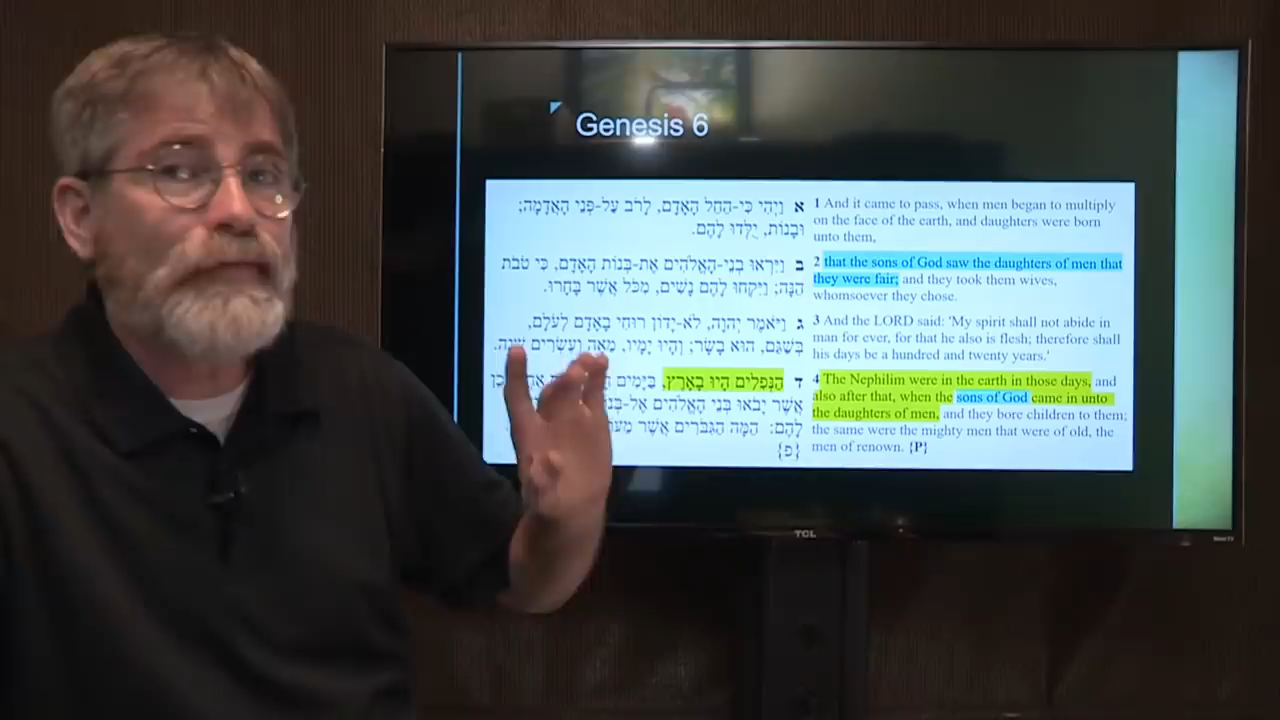 Genesis 6
א וַיְהִי כִּי-הֵחֵל הָאָדָם, לָרֹב עַל-פְּנֵי הָאֲדָמָה;
וּבָנוֹת, יֻלְּדוּ לָהֶם.
1 And it came to pass, when men began to multiply
on the face of the earth, and daughters were born
unto them,
ב וַיִּרְאוּ בְנֵי-הָאֱלֹהִים אֶת-בְּנוֹת הָאָדָם, כִּי טֹבֹת
הֵנָּה; וַיִּקְחוּ לָהֶם נָשִׁים, מִכֹּל אֲשֶׁר בָּחָרוּ.
2 that the sons of God saw the daughters of men that
they were fair; and they took them wives,
whomsoever they chose.
ג וַיֹּאמֶר יְהוָה, לֹא-יָדוֹן רוּחִי בָאָדָם לְעֹלָם,
בְּשַׁגַּם, הוּא בָשָׂר; וְהָיוּ יָמָיו, מֵאָה וְעֶשְׂרִים שָׁנָה.
3 And the LORD said: 'My spirit shall not abide in
man for ever, for that he also is flesh; therefore shall
his days be a hundred and twenty years.'
ד הַנְּפִלִים הָיוּ בָאָרֶץ, בַּיָּמִים
אֲשֶׁר יָבֹאוּ בְּנֵי הָאֱלֹהִים אֶל-
לָהֶם: הֵמָּה הַגִּבֹּרִים אֲשֶׁר
{פ}
4 The Nephilim were in the earth in those days, and
also after that, when the sons of God came in unto
the daughters of men, and they bore children to them;
the same were the mighty men that were of old, the
men of renown. {P}
TCL